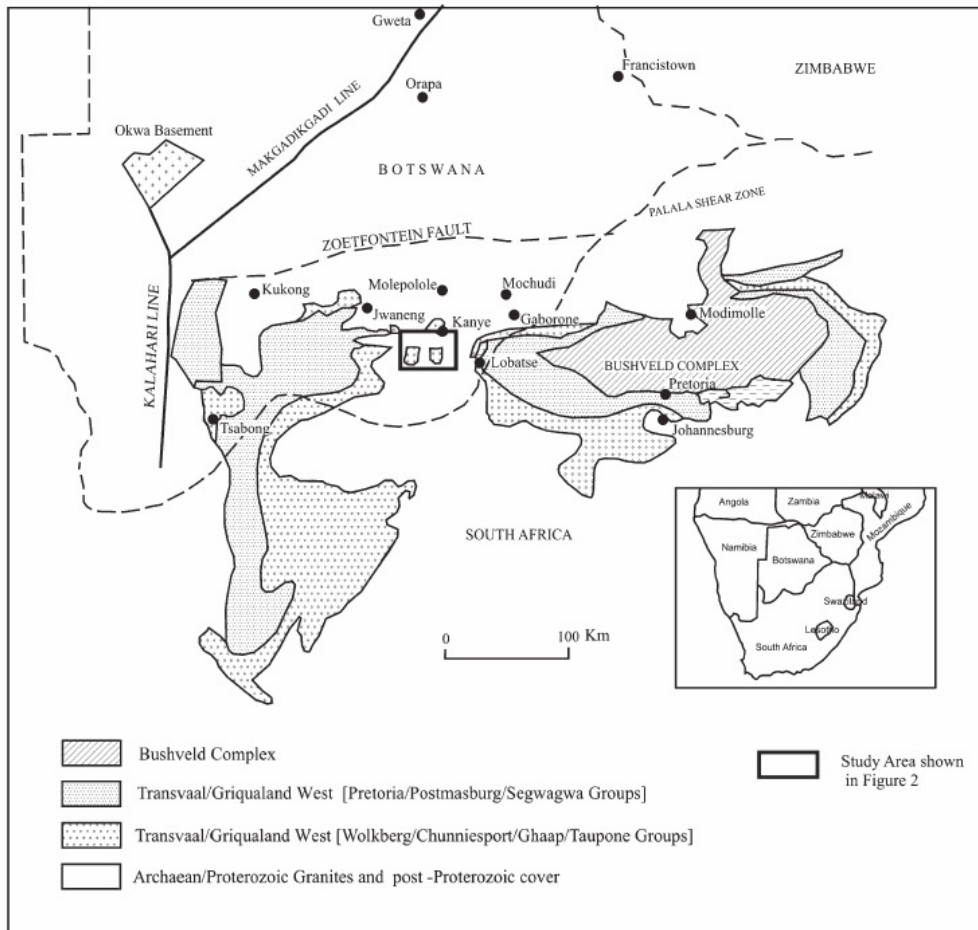 Gweta
Francistown
ZIMBABWE
Orapa
MAKGADIKGADI LINE
Okwa Basement
BOTSWANA
PALALA SHEAR ZONE
ZOETFONTEIN FAULT
Kukong
Molepolole
Mochudi
Jwaneng
Gaborone
Modimolle
Kanye
KALAHARI LINE
Lobatse
BUSHVELD COMPLEX
Pretoria
Tsabong
Johannesburg
SOUTH AFRICA
Angola
Zambia
Malawi
Mozambique
Zimbabwe
Namibia
Botswana
Swaziland
Lesotho
South Africa
0 100 Km
Bushveld Complex
Transvaal/Griqualand West [Pretoria/Postmasburg/Segwagwa Groups]
Transvaal/Griqualand West [Wolkberg/Chunniesport/Ghaap/Taupone Groups]
Archaean/Proterozoic Granites and post -Proterozoic cover
Study Area shown
in Figure 2